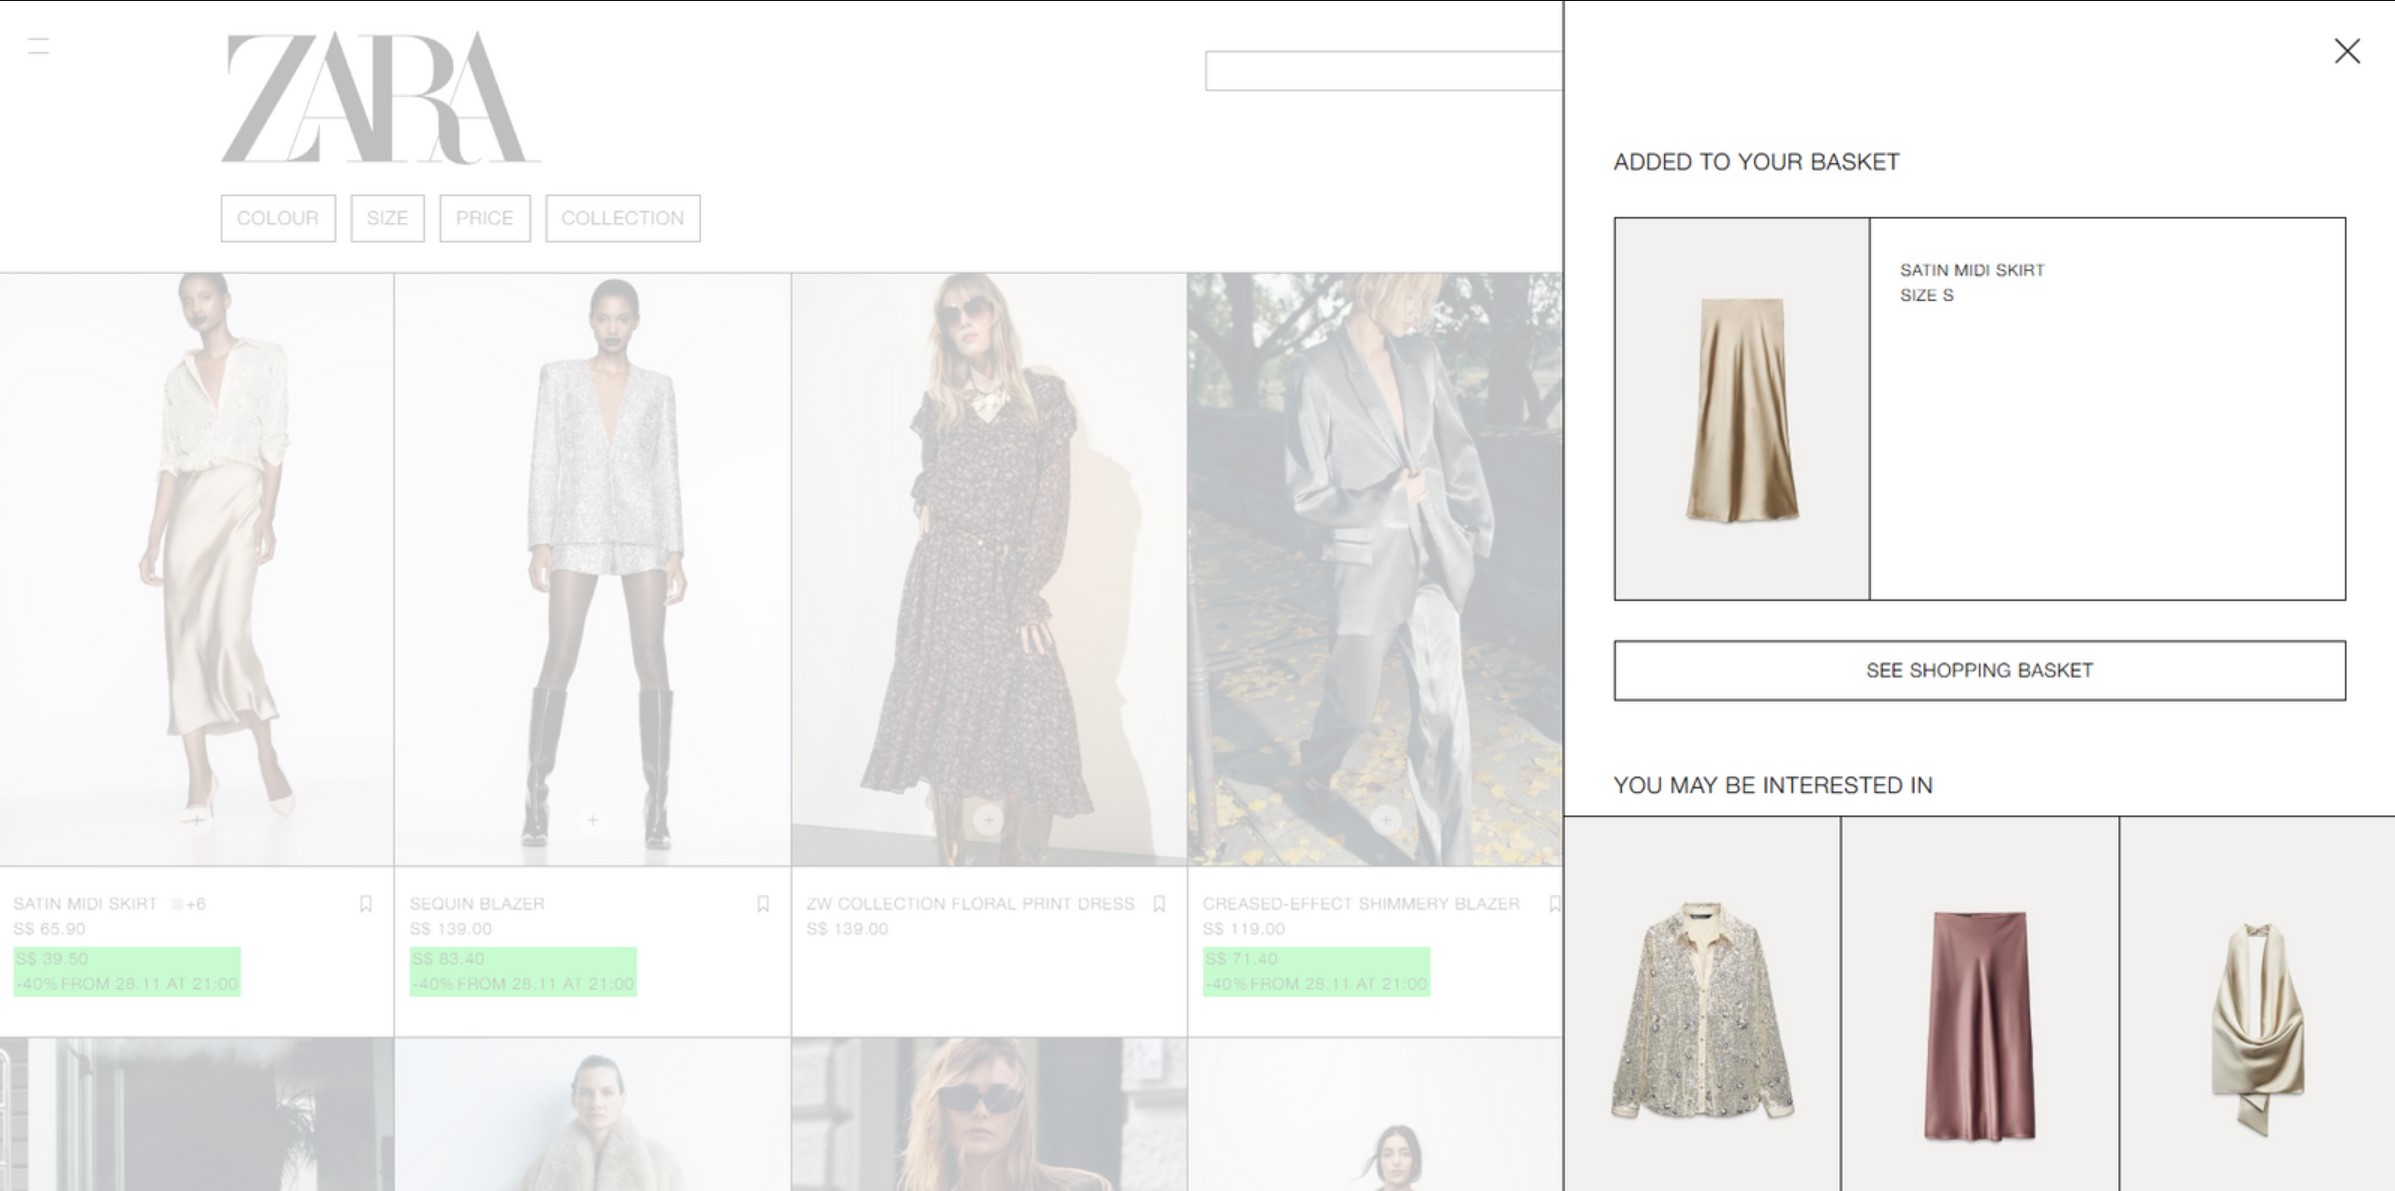 ZARA
COLOUR
SIZE
PRICE
COLLECTION
SATIN MIDI SKIRT +6
S$ 65.90
S$ 39.50
-40% FROM 28.11 AT 21:00
SEQUIN BLAZER
S$ 139.00
S$ 83.40
-40% FROM 28.11 AT 21:00
ZW COLLECTION FLORAL PRINT DRESS
S$ 139.00
CREASED-EFFECT SHIMMERY BLAZER
S$ 119.00
S$ 71.40
-40% FROM 28.11 AT 21:00
ADDED TO YOUR BASKET
SATIN MIDI SKIRT
SIZE S
SEE SHOPPING BASKET
YOU MAY BE INTERESTED IN